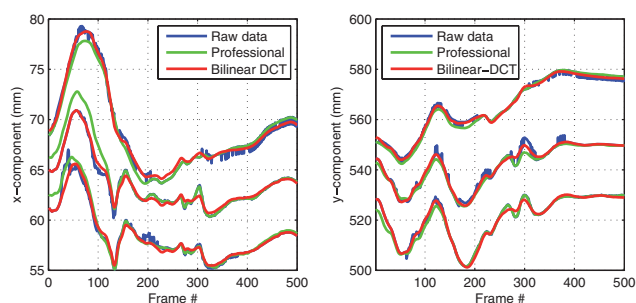 80
75
70
65
60
55
0
100
200
300
400
500
x-component (mm)
Frame #
Raw data
Professional
Bilinear DCT
600
580
560
540
520
500
100
200
300
400
500
y-component (mm)
Frame #
Raw data
Professional
Bilinear-DCT